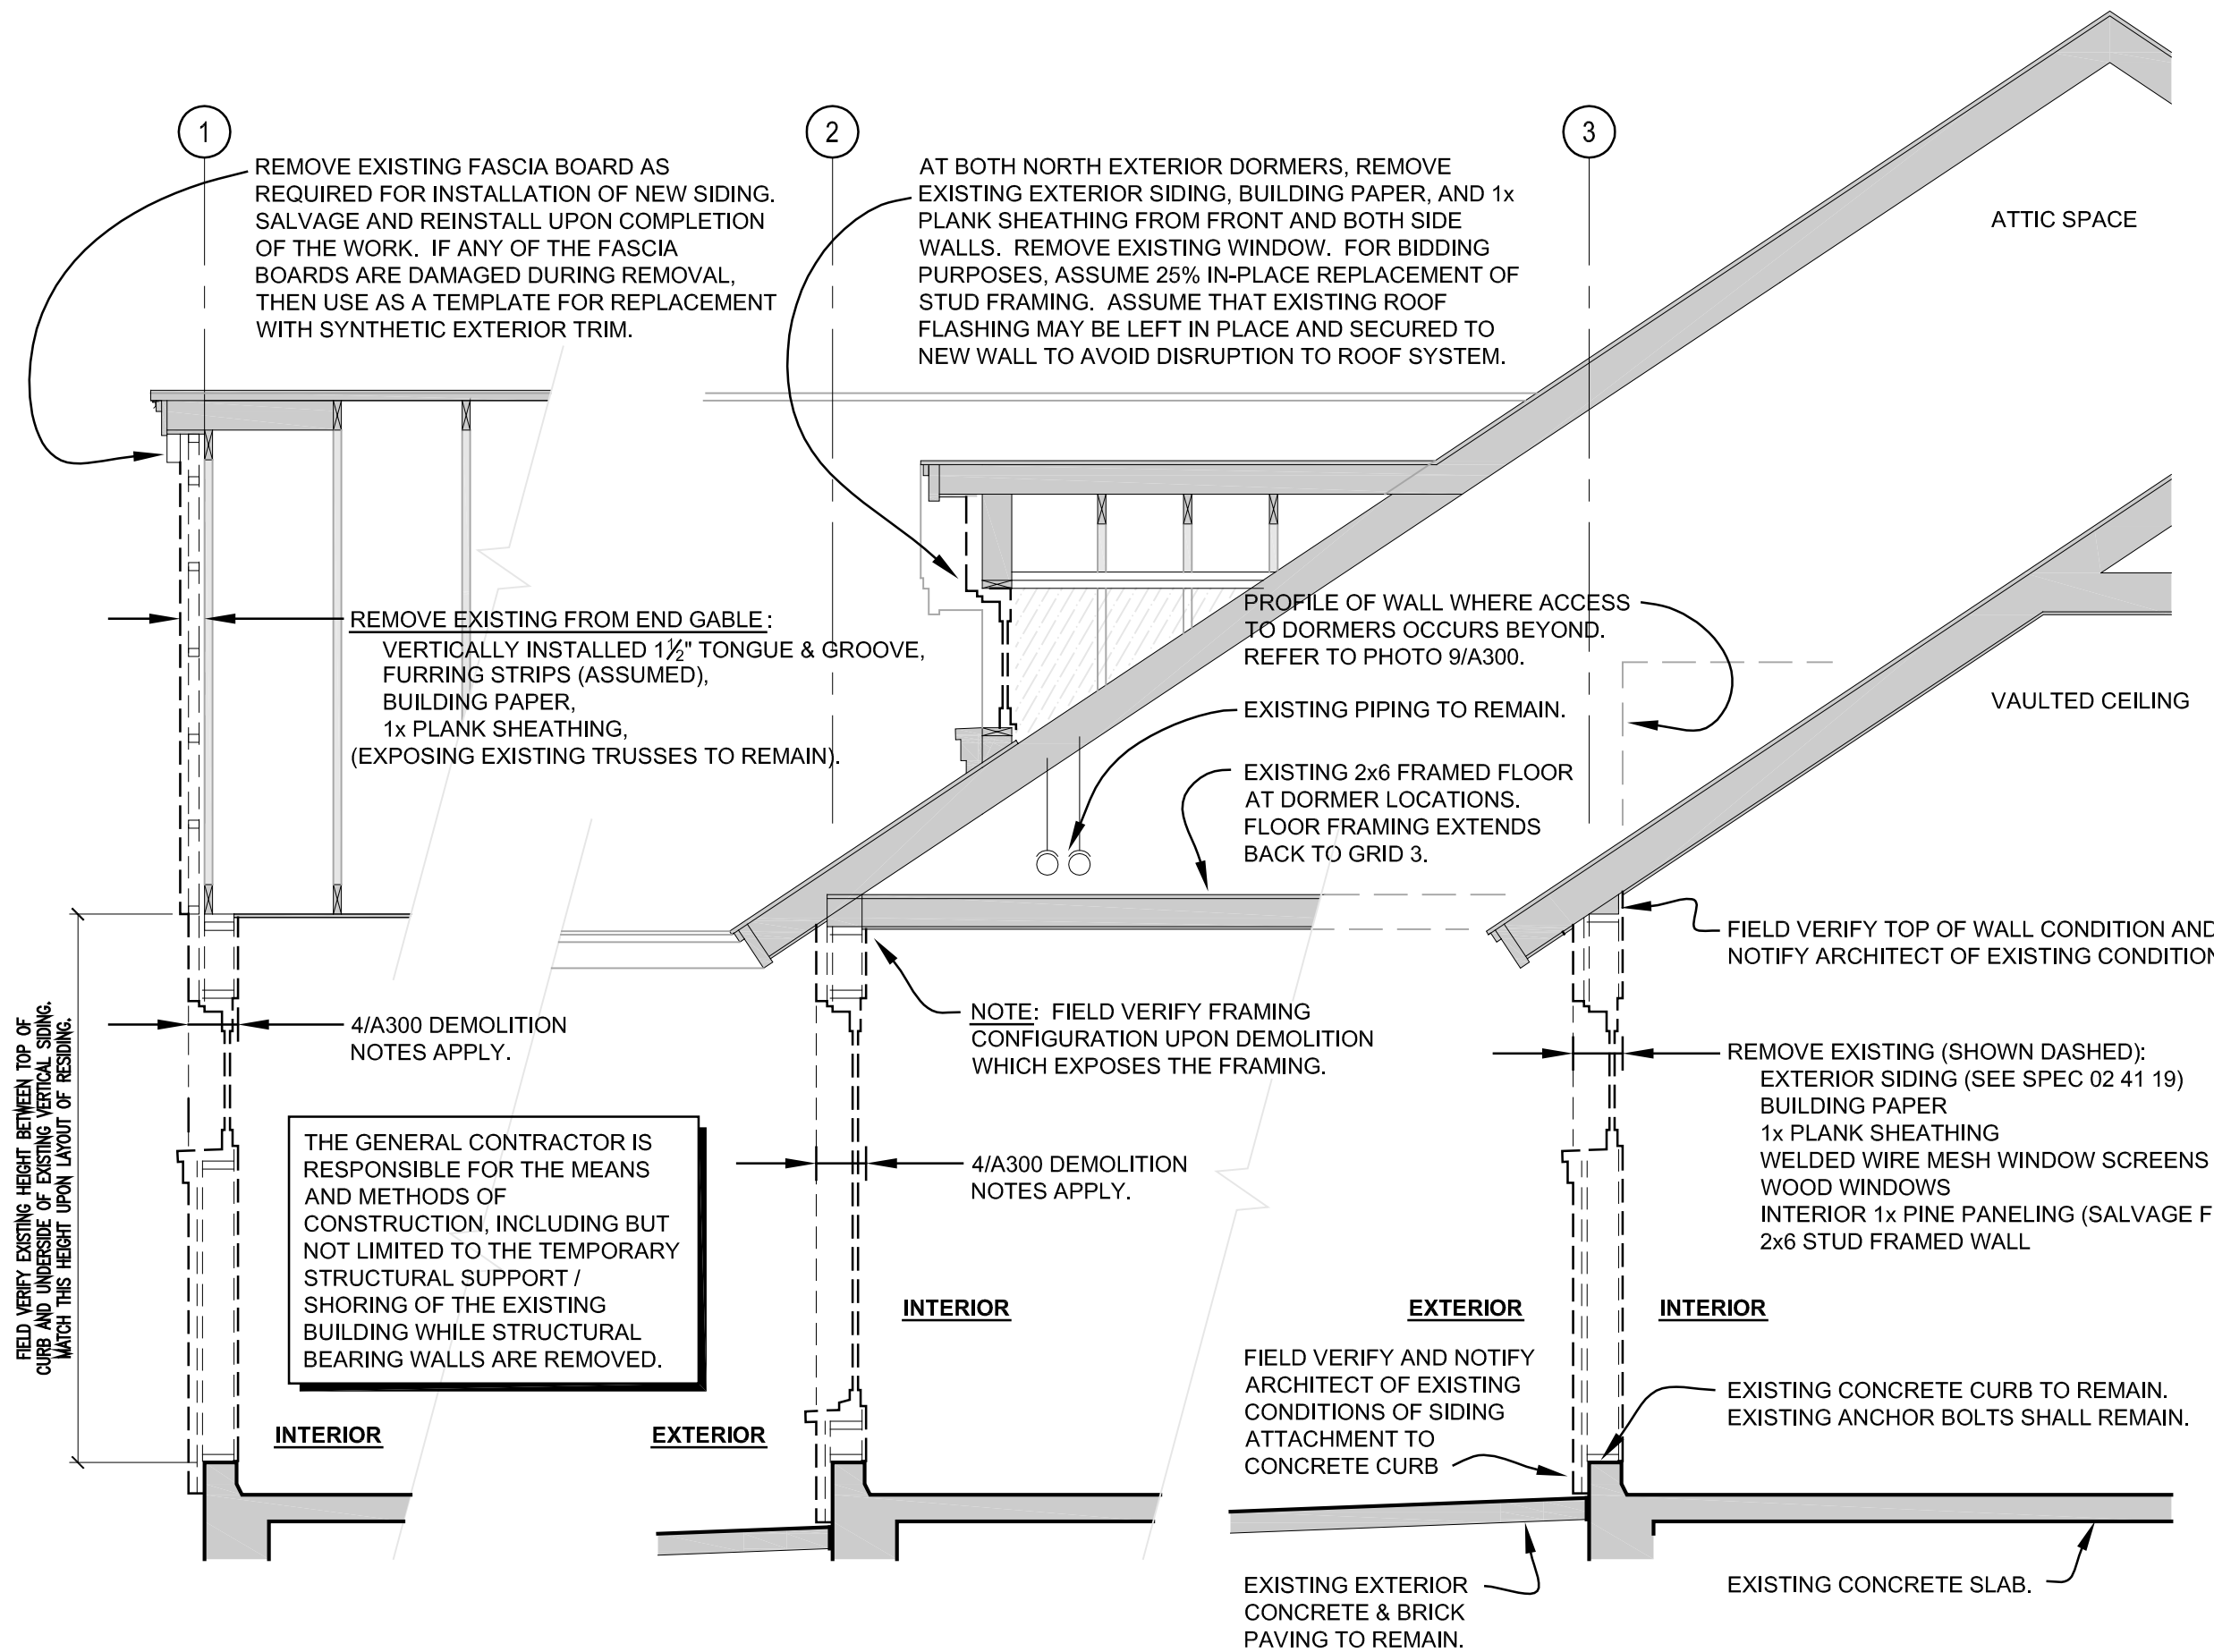 1
2
3
REMOVE EXISTING FASCIA BOARD AS
REQUIRED FOR INSTALLATION OF NEW SIDING.
SALVAGE AND REINSTALL UPON COMPLETION
OF THE WORK. IF ANY OF THE FASCIA
BOARDS ARE DAMAGED DURING REMOVAL,
THEN USE AS A TEMPLATE FOR REPLACEMENT
WITH SYNTHETIC EXTERIOR TRIM.
AT BOTH NORTH EXTERIOR DORMERS, REMOVE
EXISTING EXTERIOR SIDING, BUILDING PAPER, AND 1x
PLANK SHEATHING FROM FRONT AND BOTH SIDE
WALLS. REMOVE EXISTING WINDOW. FOR BIDDING
PURPOSES, ASSUME 25% IN-PLACE REPLACEMENT OF
STUD FRAMING. ASSUME THAT EXISTING ROOF
FLASHING MAY BE LEFT IN PLACE AND SECURED TO
NEW WALL TO AVOID DISRUPTION TO ROOF SYSTEM.
ATTIC SPACE
REMOVE EXISTING FROM END GABLE:
VERTICALLY INSTALLED 1½" TONGUE & GROOVE,
FURRING STRIPS (ASSUMED),
BUILDING PAPER,
1x PLANK SHEATHING,
(EXPOSING EXISTING TRUSSES TO REMAIN).
PROFILE OF WALL WHERE ACCESS
TO DORMERS OCCURS BEYOND.
REFER TO PHOTO 9/A300.
VAULTED CEILING
EXISTING PIPING TO REMAIN.
EXISTING 2x6 FRAMED FLOOR
AT DORMER LOCATIONS.
FLOOR FRAMING EXTENDS
BACK TO GRID 3.
FIELD VERIFY TOP OF WALL CONDITION AND
NOTIFY ARCHITECT OF EXISTING CONDITION
FIELD VERIFY EXISTING HEIGHT BETWEEN TOP OF
CURB AND UNDERSIDE OF EXISTING VERTICAL SIDING.
MATCH THIS HEIGHT UPON LAYOUT OF RESIDING.
4/A300 DEMOLITION
NOTES APPLY.
NOTE: FIELD VERIFY FRAMING
CONFIGURATION UPON DEMOLITION
WHICH EXPOSES THE FRAMING.
REMOVE EXISTING (SHOWN DASHED):
EXTERIOR SIDING (SEE SPEC 02 41 19)
BUILDING PAPER
1x PLANK SHEATHING
WELDED WIRE MESH WINDOW SCREENS
WOOD WINDOWS
INTERIOR 1x PINE PANELING (SALVAGE F
2x6 STUD FRAMED WALL
THE GENERAL CONTRACTOR IS
RESPONSIBLE FOR THE MEANS
AND METHODS OF
CONSTRUCTION, INCLUDING BUT
NOT LIMITED TO THE TEMPORARY
STRUCTURAL SUPPORT /
SHORING OF THE EXISTING
BUILDING WHILE STRUCTURAL
BEARING WALLS ARE REMOVED.
4/A300 DEMOLITION
NOTES APPLY.
INTERIOR
EXTERIOR
INTERIOR
FIELD VERIFY AND NOTIFY
ARCHITECT OF EXISTING
CONDITIONS OF SIDING
ATTACHMENT TO
CONCRETE CURB
EXISTING CONCRETE CURB TO REMAIN.
EXISTING ANCHOR BOLTS SHALL REMAIN.
INTERIOR
EXTERIOR
EXISTING EXTERIOR
CONCRETE & BRICK
PAVING TO REMAIN.
EXISTING CONCRETE SLAB.